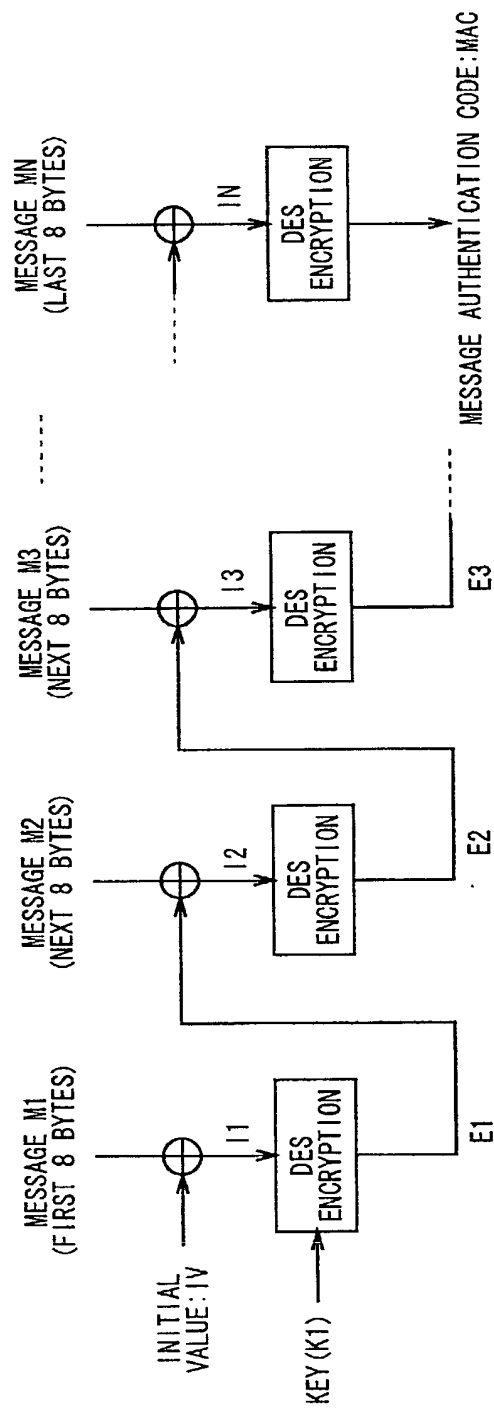 MESSAGE M1
(FIRST 8 BYTES)
MESSAGE M2
(NEXT 8 BYTES)
MESSAGE M3
(NEXT 8 BYTES)
MESSAGE MN
(LAST 8 BYTES)
INITIAL
VALUE:IV
I1
I2
I3
IN
KEY(K1)
DES
ENCRYPTION
DES
ENCRYPTION
DES
ENCRYPTION
DES
ENCRYPTION
E1
E2
E3
MESSAGE AUTHENTICATION CODE:MAC